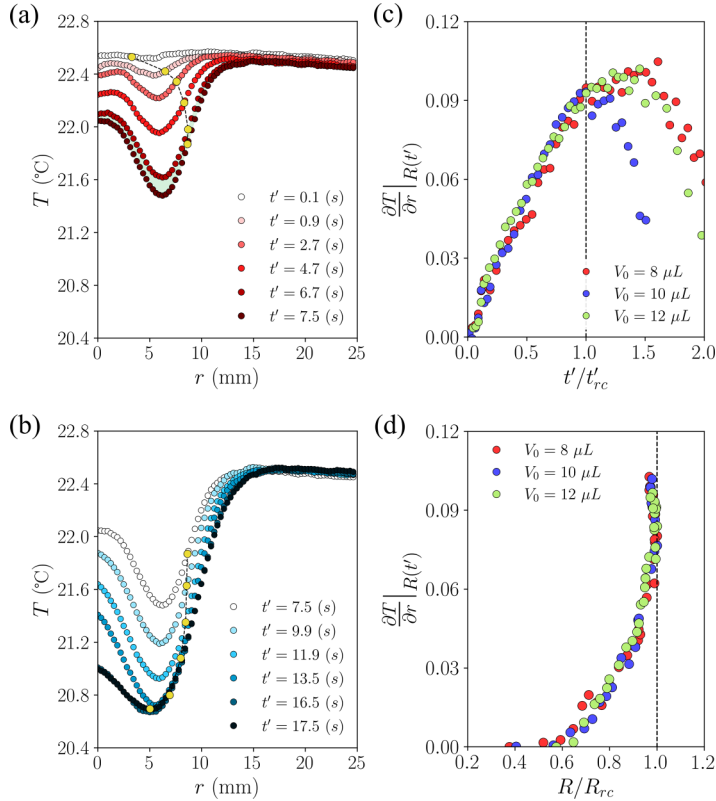 (a)
22.8
22.4
22.0
21.6
21.2
20.8
20.4
T (°C)
t′ = 0.1 (s)
t′ = 0.9 (s)
t′ = 2.7 (s)
t′ = 4.7 (s)
t′ = 6.7 (s)
t′ = 7.5 (s)
0 5 10 15 20 25
r (mm)
(c)
0.12
0.09
0.06
0.03
0.00
∂T/∂r|R(t′)
V₀ = 8 μL
V₀ = 10 μL
V₀ = 12 μL
0.0 0.5 1.0 1.5 2.0
t′/t′rc
(b)
22.8
22.4
22.0
21.6
21.2
20.8
20.4
T (°C)
t′ = 7.5 (s)
t′ = 9.9 (s)
t′ = 11.9 (s)
t′ = 13.5 (s)
t′ = 16.5 (s)
t′ = 17.5 (s)
0 5 10 15 20 25
r (mm)
(d)
0.12
0.09
0.06
0.03
0.00
∂T/∂r|R(t′)
V₀ = 8 μL
V₀ = 10 μL
V₀ = 12 μL
0.2 0.4 0.6 0.8 1.0 1.2
R/Rrc